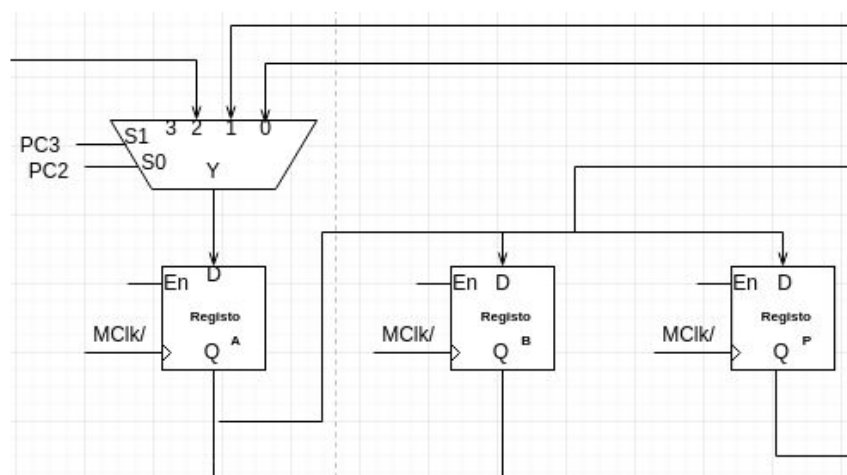 3 2 1 0
PC3 S1
PC2 S0
Y
En D
Registo
A
MClk/
Q
En D
Registo
B
MClk/
Q
En D
Registo
P
MClk/
Q